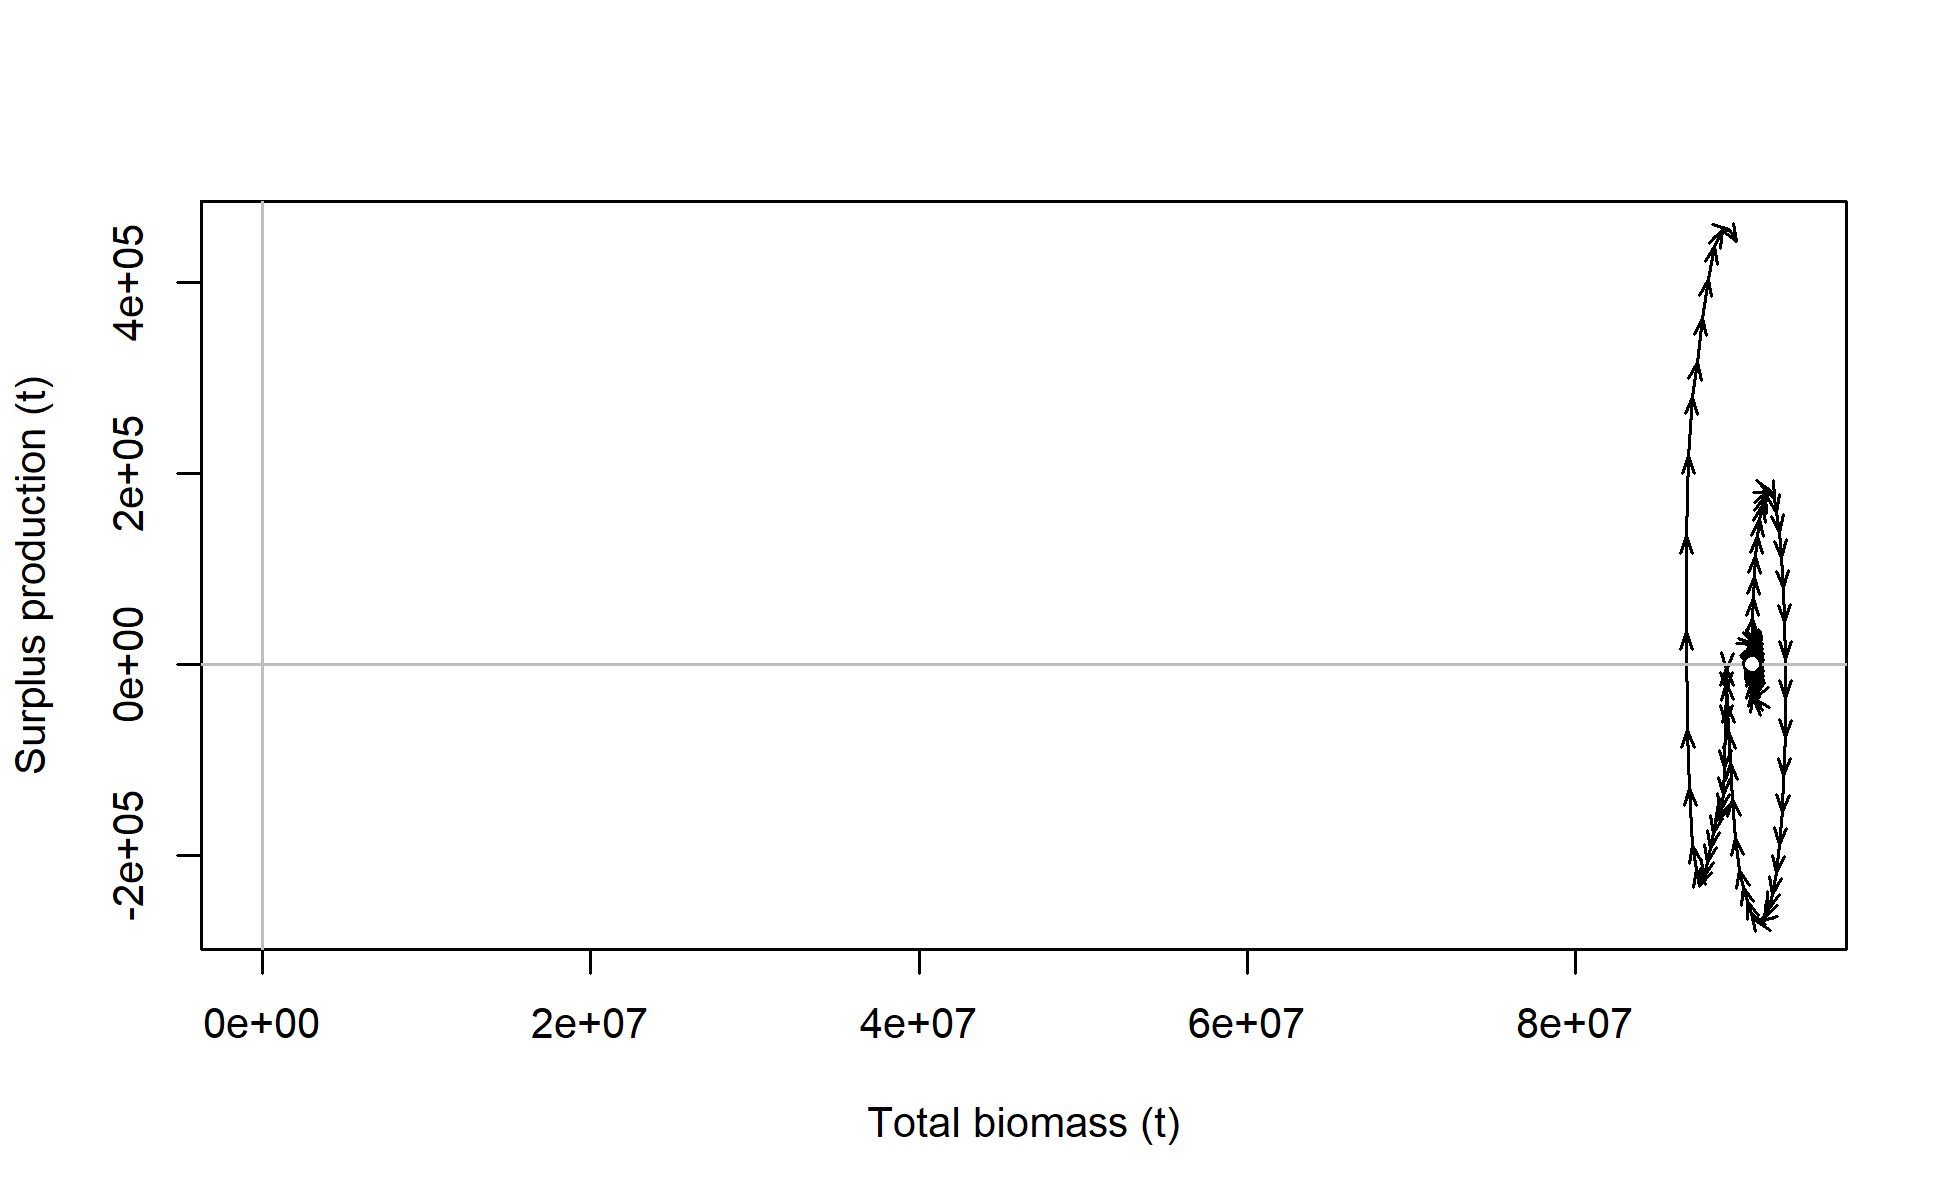 4e+05
2e+05
0e+00
-2e+05
Surplus production (t)
0e+00 2e+07 4e+07 6e+07 8e+07
Total biomass (t)